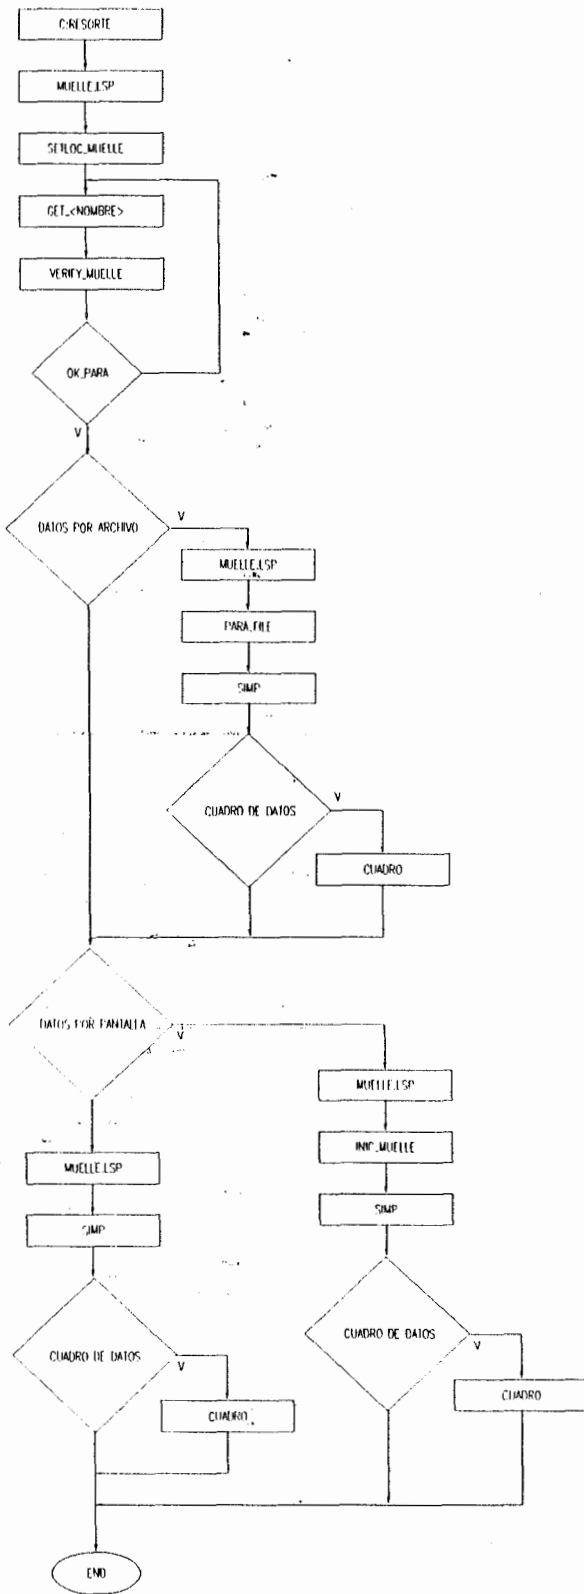 C:RESORTE
MUELLE.LSP
SETLOC_MUELLE
GET_<NOMBRE>
VERIFY_MUELLE
OK_PARA
V
DATOS POR ARCHIVO
V
MUELLE.LSP
PARA_FILE
SIMP
CUADRO DE DATOS
V
CUADRO
DATOS POR PANTALLA
V
MUELLE.LSP
INIC_MUELLE
SIMP
CUADRO DE DATOS
V
CUADRO
MUELLE.LSP
SIMP
CUADRO DE DATOS
V
CUADRO
END